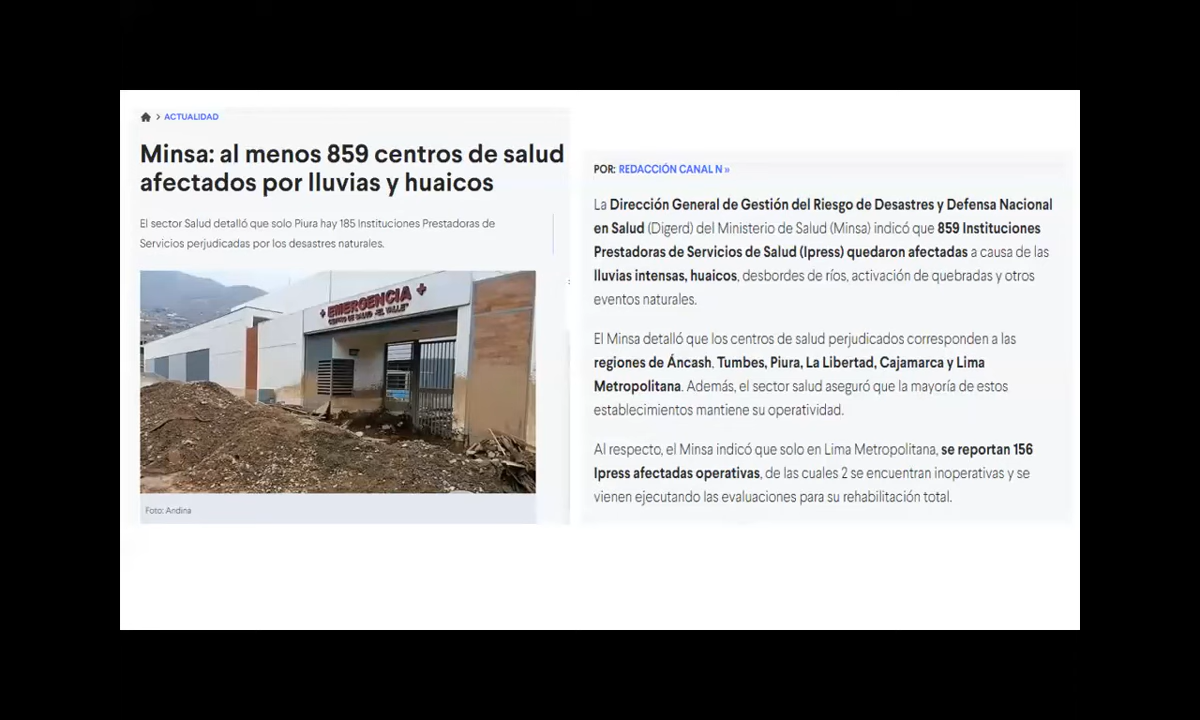 ACTUALIDAD
Minsa: al menos 859 centros de salud
afectados por lluvias y huaicos
El sector Salud detalló que solo Piura hay 185 Instituciones Prestadoras de
Servicios perjudicadas por los desastres naturales.
+ EMERGENCIA +
CENTRO DE SALUD "EL VALLE"
Foto: Andina
POR: REDACCIÓN CANAL N »
La Dirección General de Gestión del Riesgo de Desastres y Defensa Nacional
en Salud (Digerd) del Ministerio de Salud (Minsa) indicó que 859 Instituciones
Prestadoras de Servicios de Salud (Ipress) quedaron afectadas a causa de las
lluvias intensas, huaicos, desbordes de ríos, activación de quebradas y otros
eventos naturales.
El Minsa detalló que los centros de salud perjudicados corresponden a las
regiones de Áncash, Tumbes, Piura, La Libertad, Cajamarca y Lima
Metropolitana. Además, el sector salud aseguró que la mayoría de estos
establecimientos mantiene su operatividad.
Al respecto, el Minsa indicó que solo en Lima Metropolitana, se reportan 156
Ipress afectadas operativas, de las cuales 2 se encuentran inoperativas y se
vienen ejecutando las evaluaciones para su rehabilitación total.